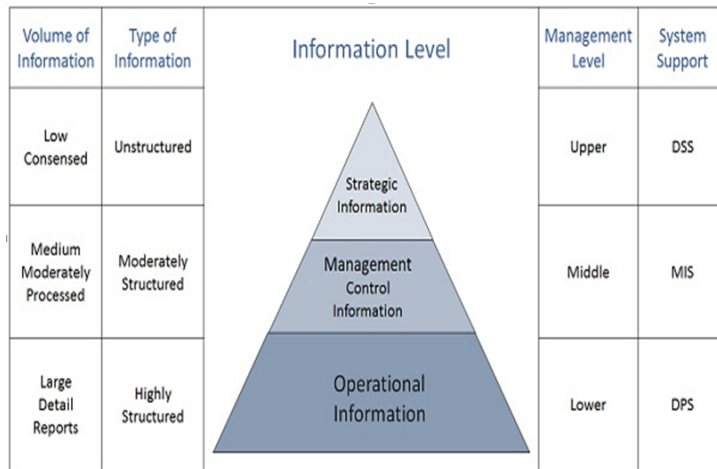 Volume of
Information
Type of
Information
Information Level
Management
Level
System
Support
Low
Consensed
Unstructured
Strategic
Information
Upper
DSS
Medium
Moderately
Processed
Moderately
Structured
Management
Control
Information
Middle
MIS
Large
Detail
Reports
Highly
Structured
Operational
Information
Lower
DPS